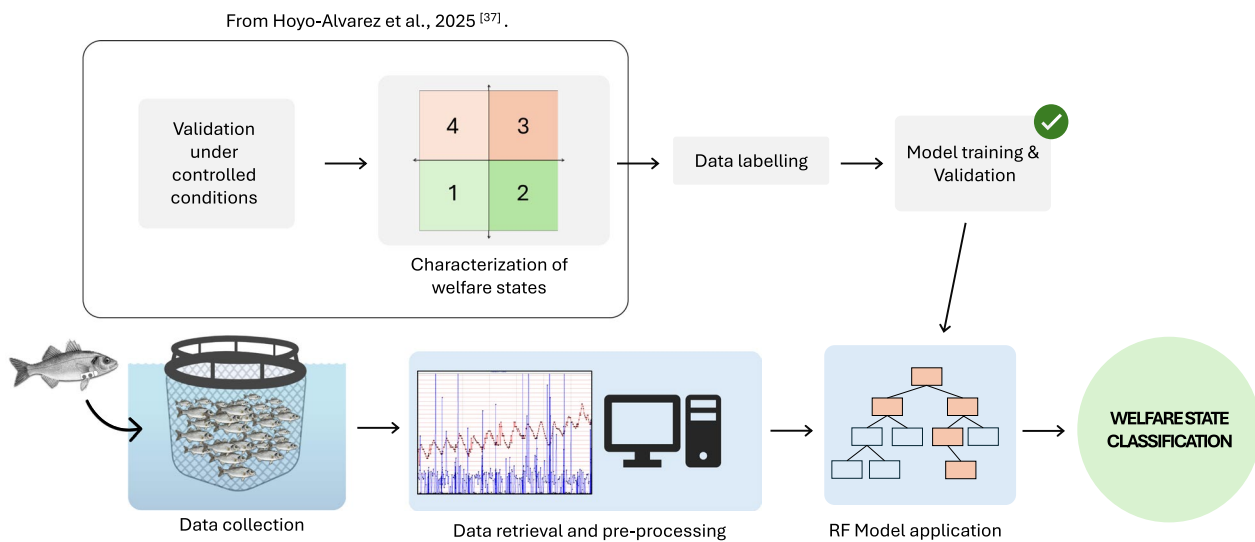 From Hoyo-Alvarez et al., 2025 [37] .
Validation
under
controlled
conditions
4
3
1
2
Characterization of
welfare states
Data labelling
Model training &
Validation
Data collection
Data retrieval and pre-processing
RF Model application
WELFARE STATE
CLASSIFICATION